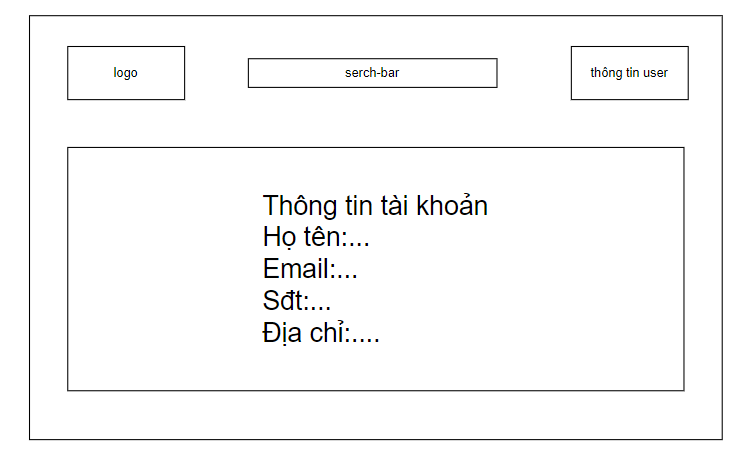 logo
serch-bar
thông tin user
Thông tin tài khoản
Họ tên:...
Email:...
Sđt:...
Địa chỉ:....